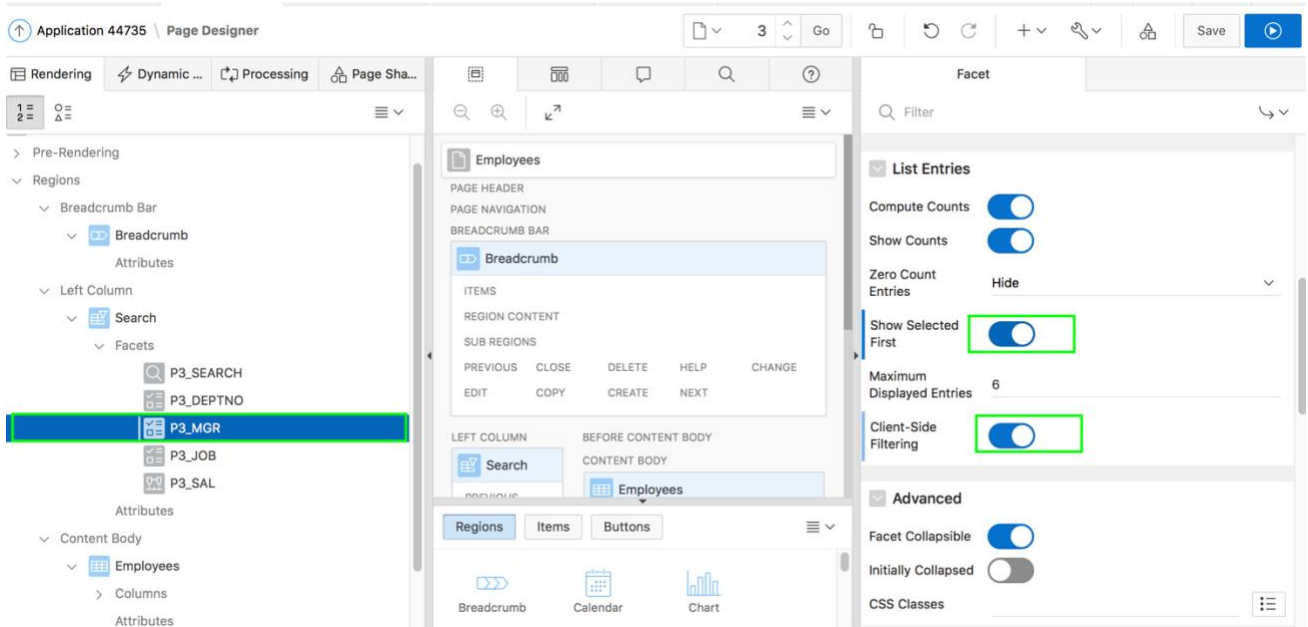 Application 44735 \ Page Designer
3
Go
Save
Rendering
Dynamic ...
Processing
Page Sha...
Pre-Rendering
Regions
Breadcrumb Bar
Breadcrumb
Attributes
Left Column
Search
Facets
P3_SEARCH
P3_DEPTNO
P3_MGR
P3_JOB
P3_SAL
Attributes
Content Body
Employees
Columns
Attributes
Employees
PAGE HEADER
PAGE NAVIGATION
BREADCRUMB BAR
Breadcrumb
ITEMS
REGION CONTENT
SUB REGIONS
PREVIOUS CLOSE DELETE HELP CHANGE
EDIT COPY CREATE NEXT
LEFT COLUMN
Search
PREVIOUS
BEFORE CONTENT BODY
CONTENT BODY
Employees
Regions Items Buttons
Breadcrumb Calendar Chart
Facet
Filter
List Entries
Compute Counts
Show Counts
Zero Count
Entries
Hide
Show Selected
First
Maximum
Displayed Entries
6
Client-Side
Filtering
Advanced
Facet Collapsible
Initially Collapsed
CSS Classes